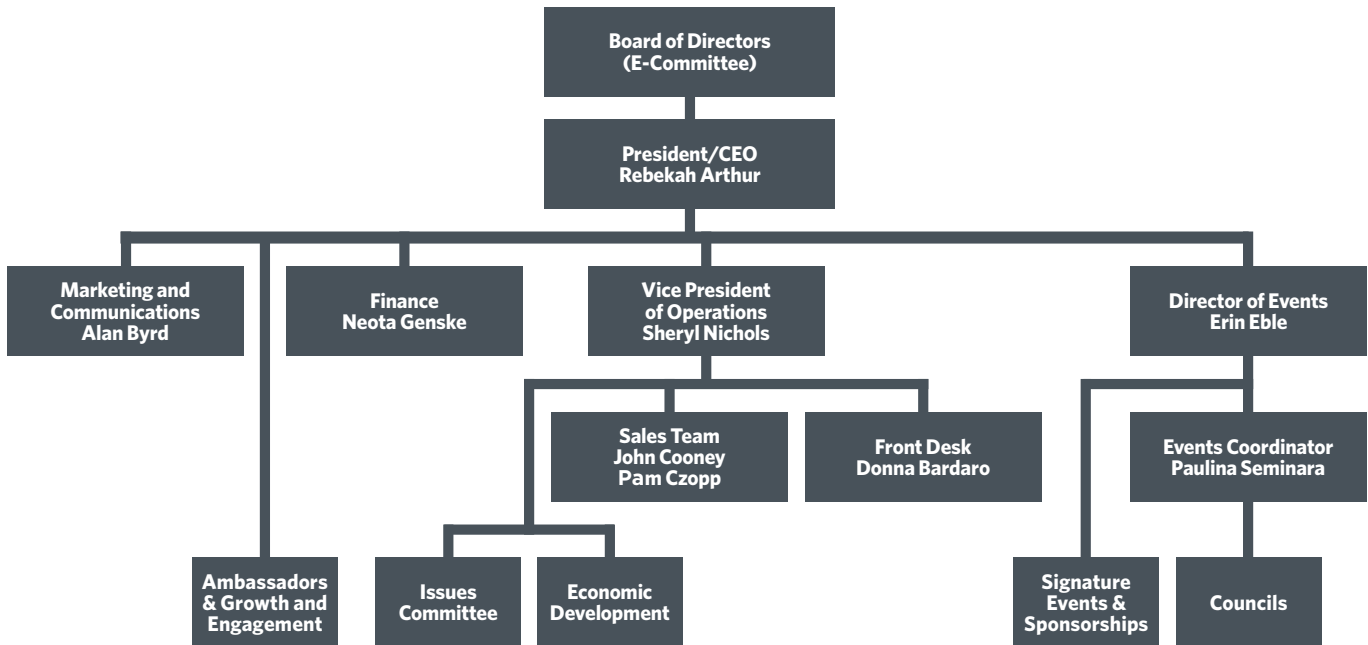 Board of Directors
(E-Committee)
President/CEO
Rebekah Arthur
Marketing and
Communications
Alan Byrd
Finance
Neota Genske
Vice President
of Operations
Sheryl Nichols
Director of Events
Erin Eble
Sales Team
John Cooney
Pam Czopp
Front Desk
Donna Bardaro
Events Coordinator
Paulina Seminara
Ambassadors
& Growth and
Engagement
Issues
Committee
Economic
Development
Signature
Events &
Sponsorships
Councils